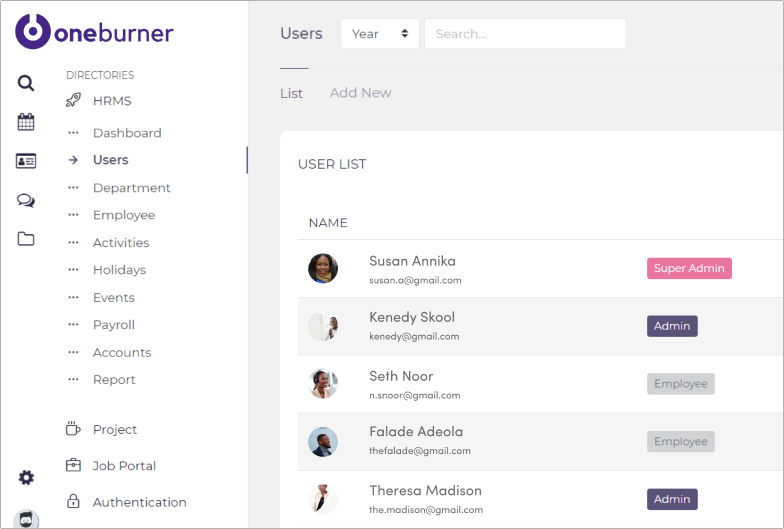 oneburner
DIRECTORIES
HRMS
Dashboard
Users
Department
Employee
Activities
Holidays
Events
Payroll
Accounts
Report
Project
Job Portal
Authentication
Users
Year
Search...
List
Add New
USER LIST
NAME
Susan Annika
susan.a@gmail.com
Super Admin
Kenedy Skool
kenedy@gmail.com
Admin
Seth Noor
n.snoor@gmail.com
Employee
Falade Adeola
thefalade@gmail.com
Employee
Theresa Madison
the.madison@gmail.com
Admin